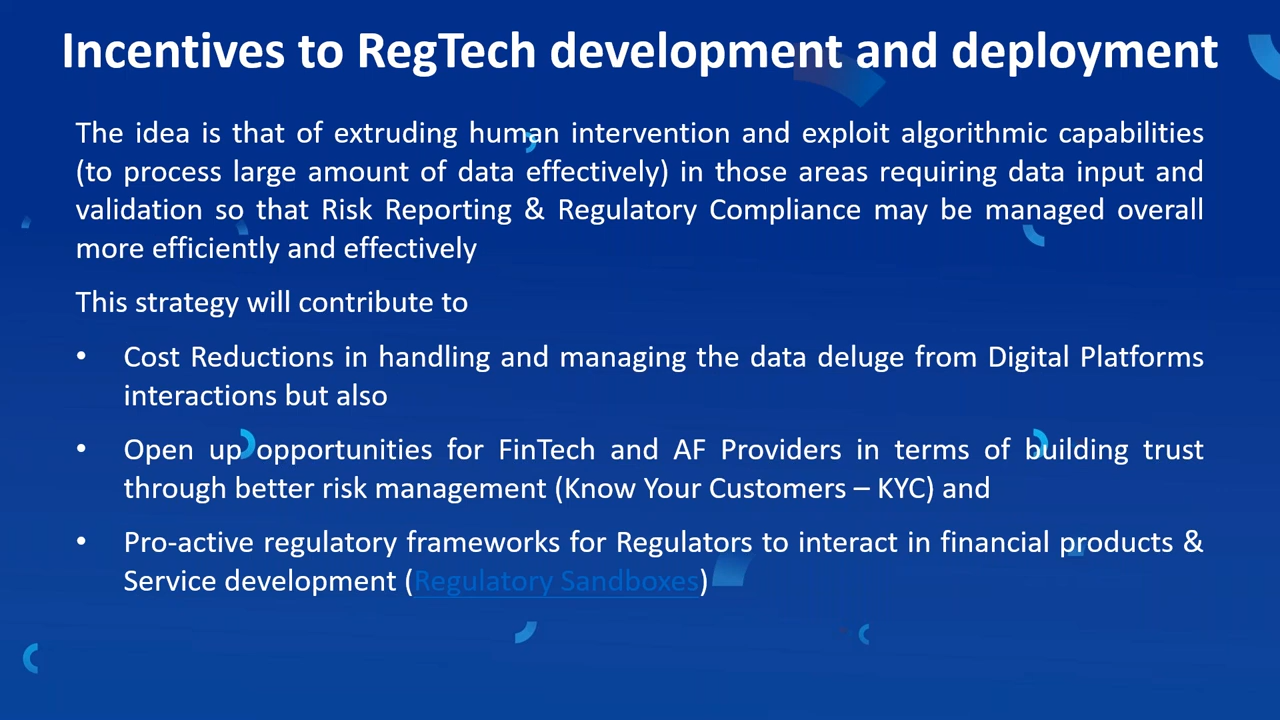 Incentives to RegTech development and deployment
The idea is that of extruding human intervention and exploit algorithmic capabilities
(to process large amount of data effectively) in those areas requiring data input and
validation so that Risk Reporting & Regulatory Compliance may be managed overall
more efficiently and effectively
This strategy will contribute to
• Cost Reductions in handling and managing the data deluge from Digital Platforms
interactions but also
• Open up opportunities for FinTech and AF Providers in terms of building trust
through better risk management (Know Your Customers – KYC) and
• Pro-active regulatory frameworks for Regulators to interact in financial products &
Service development (Regulatory Sandboxes)